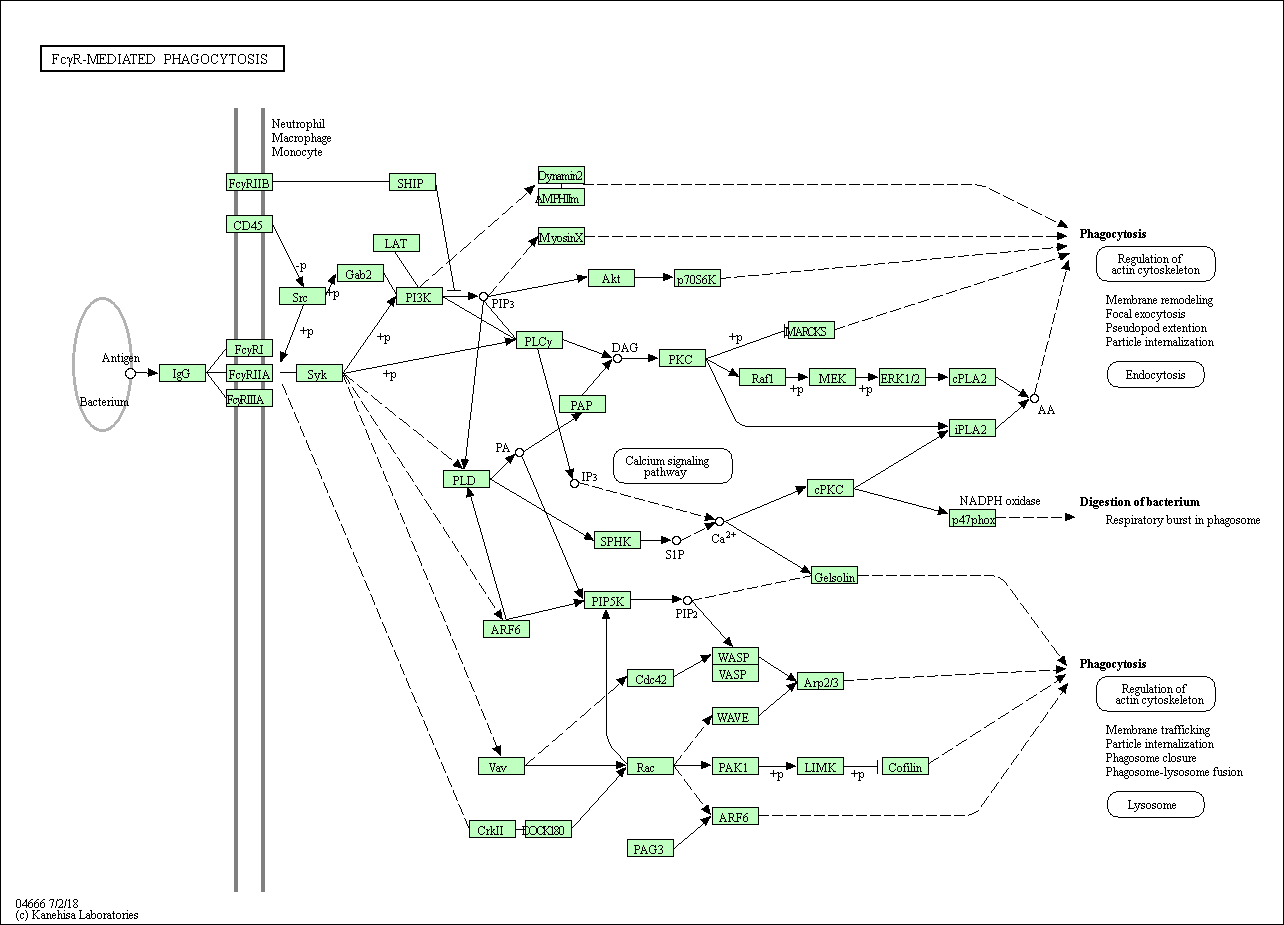 FcγR-MEDIATED PHAGOCYTOSIS
Neutrophil
Macrophage
Monocyte
FcγRIIB
SHIP
Dynamin2
AMPHIIm
CD45
LAT
MyosinX
Phagocytosis
-p
Gab2
Akt
p70S6K
Regulation of
actin cytoskeleton
Src
+p
PI3K
PIP3
Membrane remodeling
Focal exocytosis
Pseudopod extention
Particle internalization
+p
+p
PLCγ
+p
MARCKS
Antigen
FcγRI
DAG
PKC
IgG
FcγRIIA
Syk
+p
Raf1
+p
MEK
+p
ERK1/2
cPLA2
Endocytosis
Bacterium
FcγRIIIA
PAP
AA
iPLA2
PA
Calcium signaling
pathway
PLD
IP3
cPKC
NADPH oxidase
Digestion of bacterium
p47phox
Respiratory burst in phagosome
SPHK
S1P
Ca2+
Gelsolin
PIP5K
PIP2
ARF6
WASP
VASP
Phagocytosis
Cdc42
Arp2/3
Regulation of
actin cytoskeleton
WAVE
Membrane trafficking
Particle internalization
Phagosome closure
Phagosome-lysosome fusion
Vav
Rac
PAK1
+p
LIMK
+p
Cofilin
Lysosome
CrkII
DOCK180
ARF6
PAG3
04666 7/2/18
(c) Kanehisa Laboratories